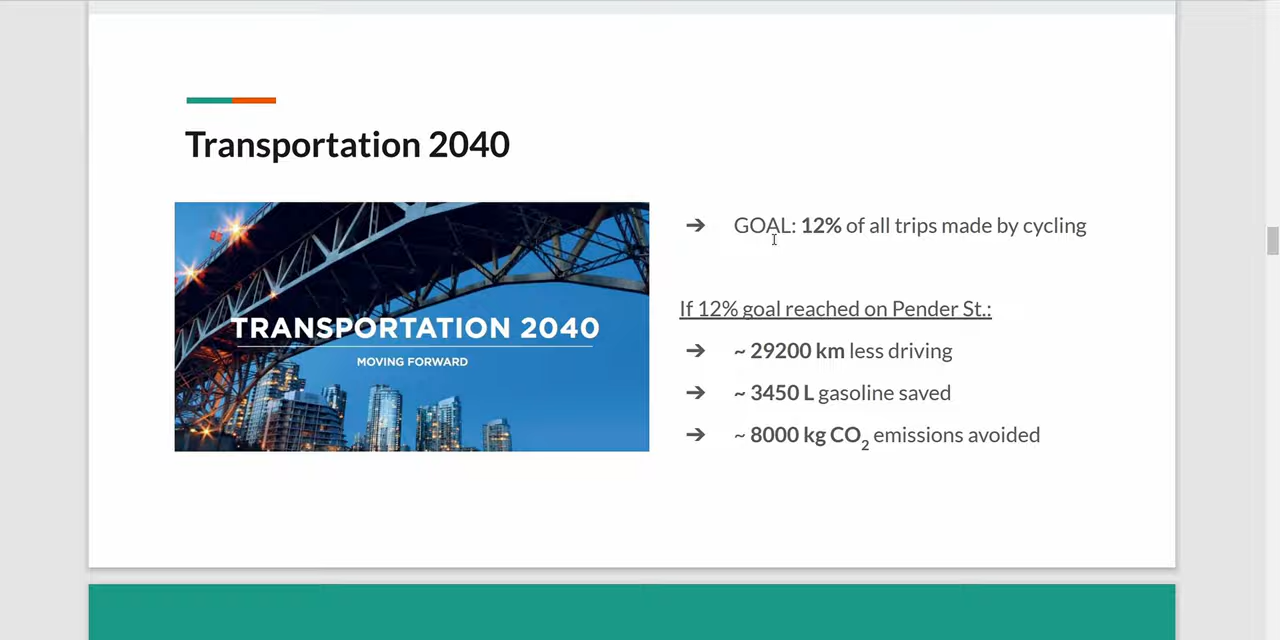 Transportation 2040
TRANSPORTATION 2040
MOVING FORWARD
➔ GOAL: 12% of all trips made by cycling
If 12% goal reached on Pender St.:
➔ ~ 29200 km less driving
➔ ~ 3450 L gasoline saved
➔ ~ 8000 kg CO₂ emissions avoided